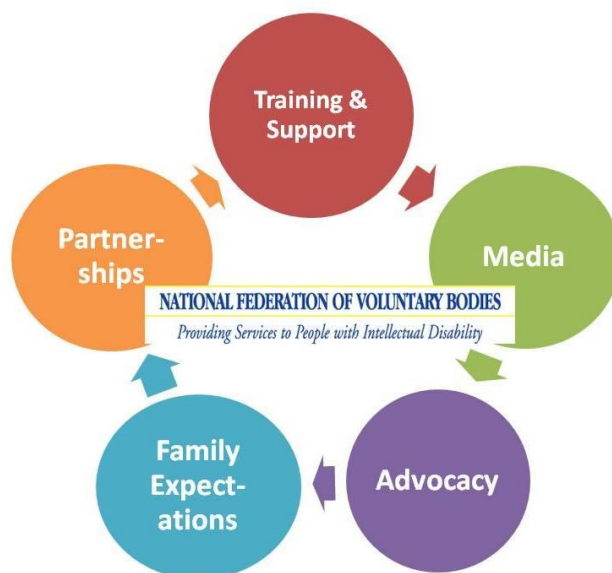 Training &
Support
Media
Advocacy
Family
Expect-
ations
Partner-
ships
NATIONAL FEDERATION OF VOLUNTARY BODIES
Providing Services to People with Intellectual Disability